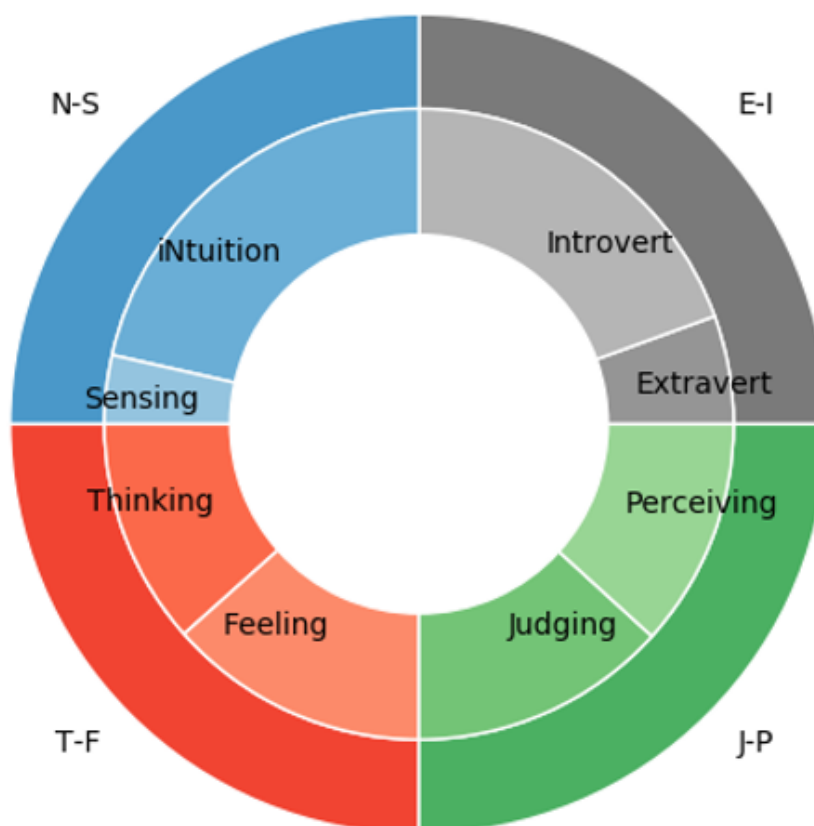 N-S
E-I
iNtuition
Introvert
Sensing
Extravert
Thinking
Perceiving
Feeling
Judging
T-F
J-P